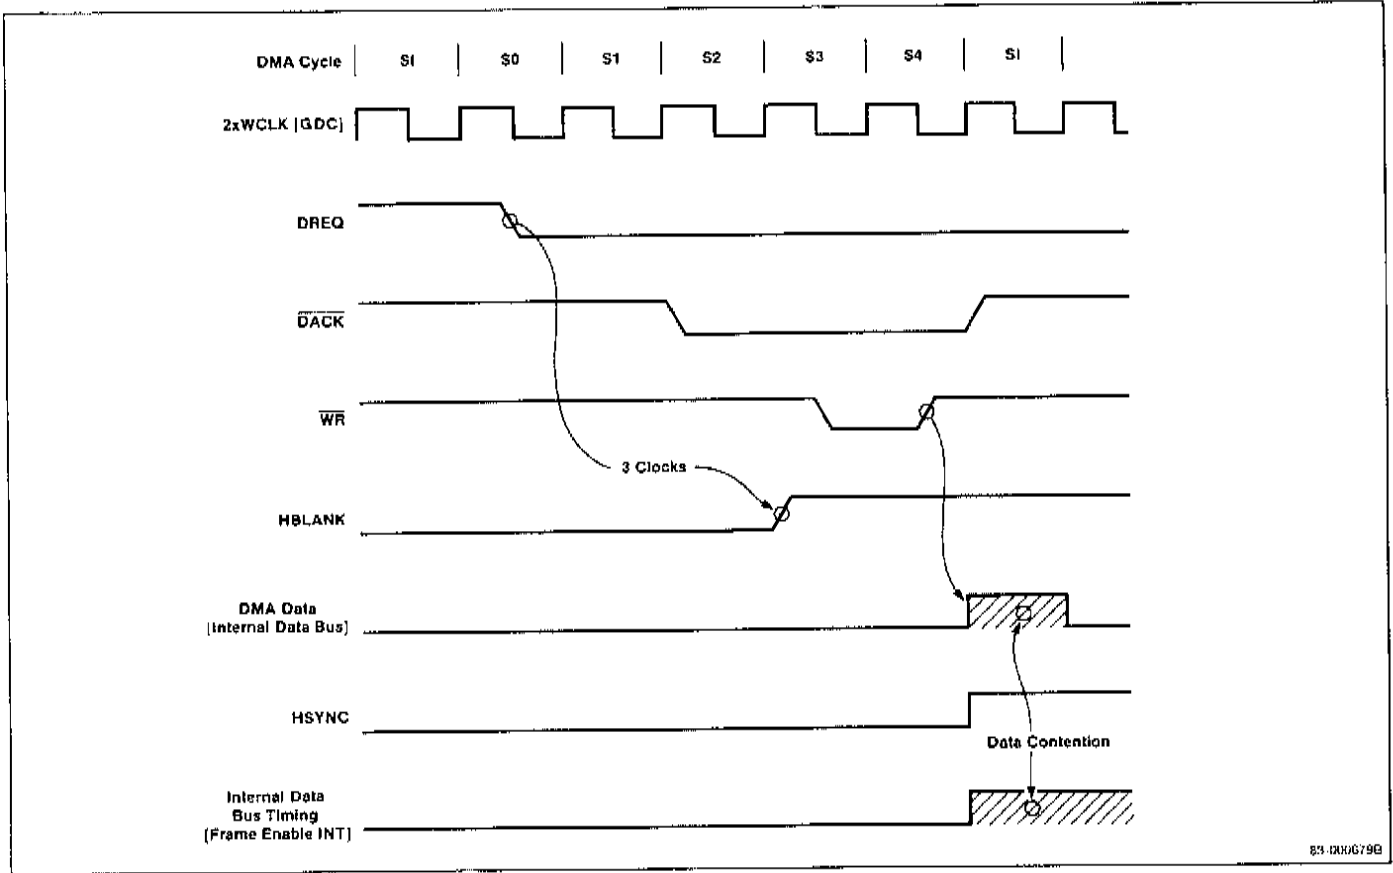 DMA Cycle SI S0 S1 S2 S3 S4 SI
2xWCLK [GDC]
DREQ
DACK
WR
3 Clocks
HBLANK
DMA Data
[Internal Data Bus]
HSYNC
Data Contention
Internal Data
Bus Timing
[Frame Enable INT]
83-000679B